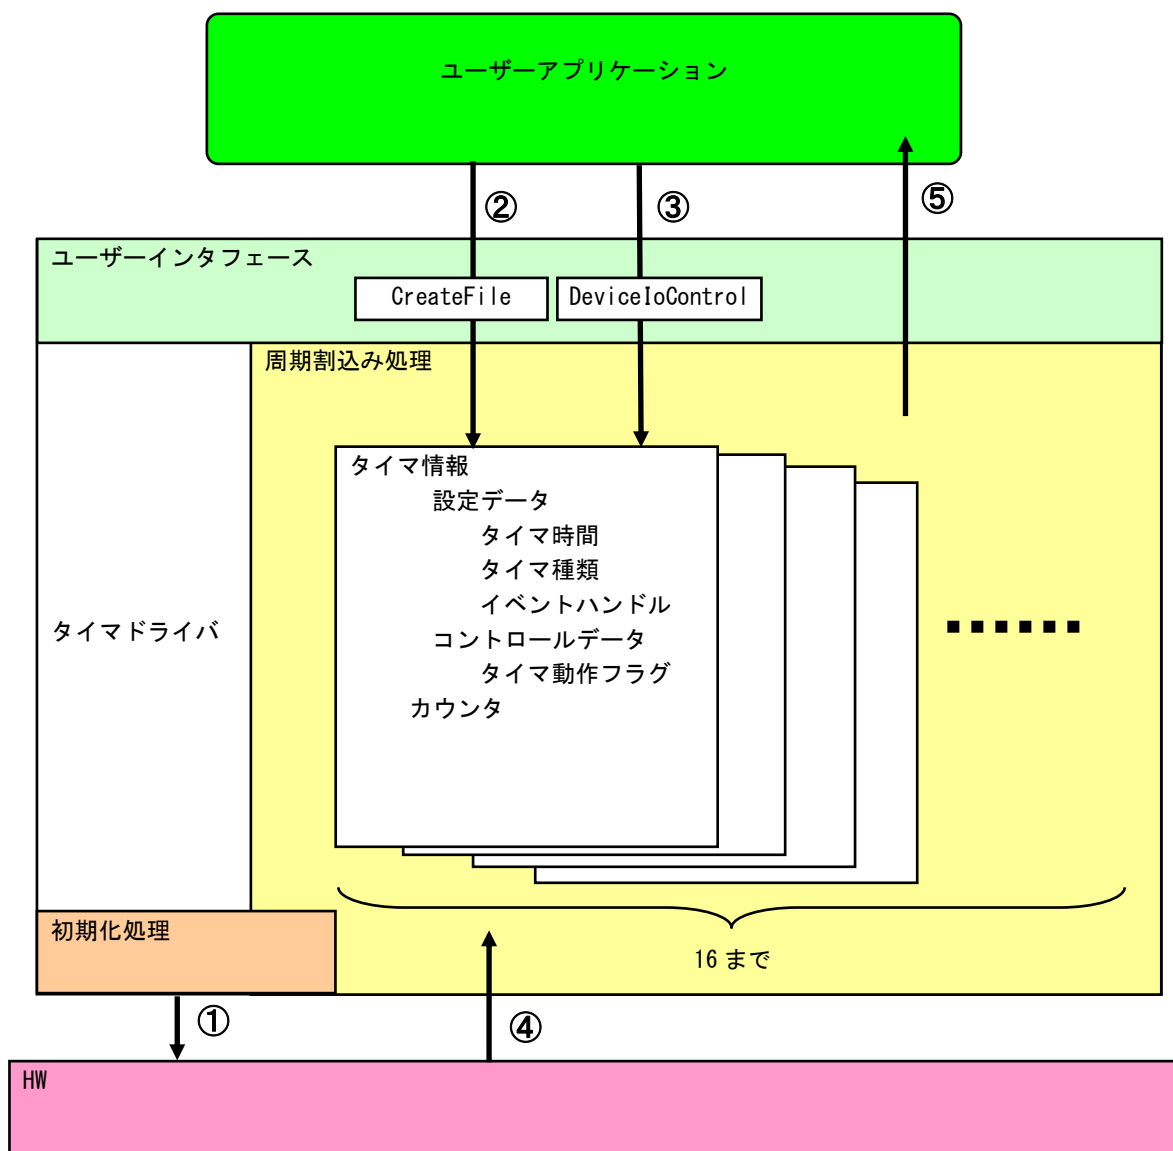 ユーザーアプリケーション
②
③
⑤
ユーザーインタフェース
CreateFile
DeviceIoControl
周期割込み処理
タイマ情報
設定データ
タイマ時間
タイマ種類
イベントハンドル
コントロールデータ
タイマ動作フラグ
カウンタ
タイマドライバ
初期化処理
16 まで
①
④
HW